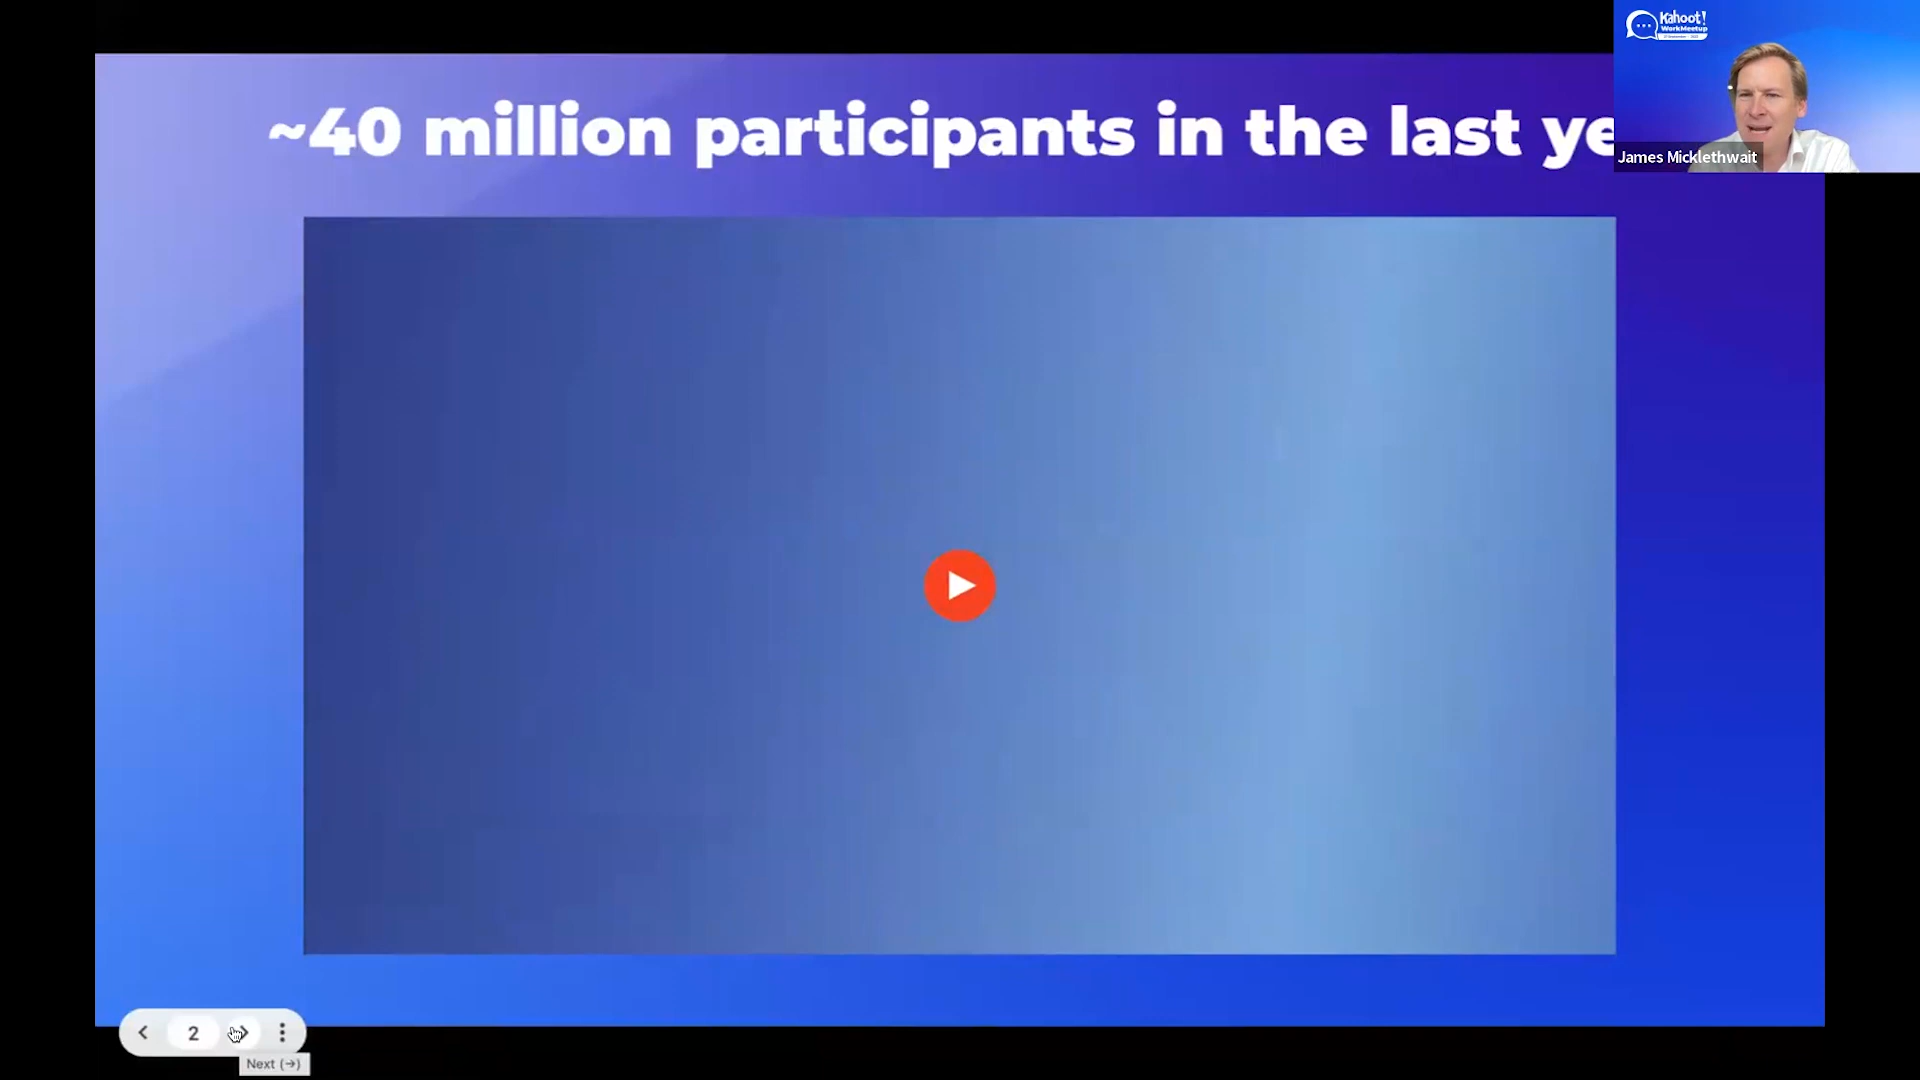 ~40 million participants in the last ye
Kahoot!
WorkMeetup
James Micklethwait
2
Next (→)